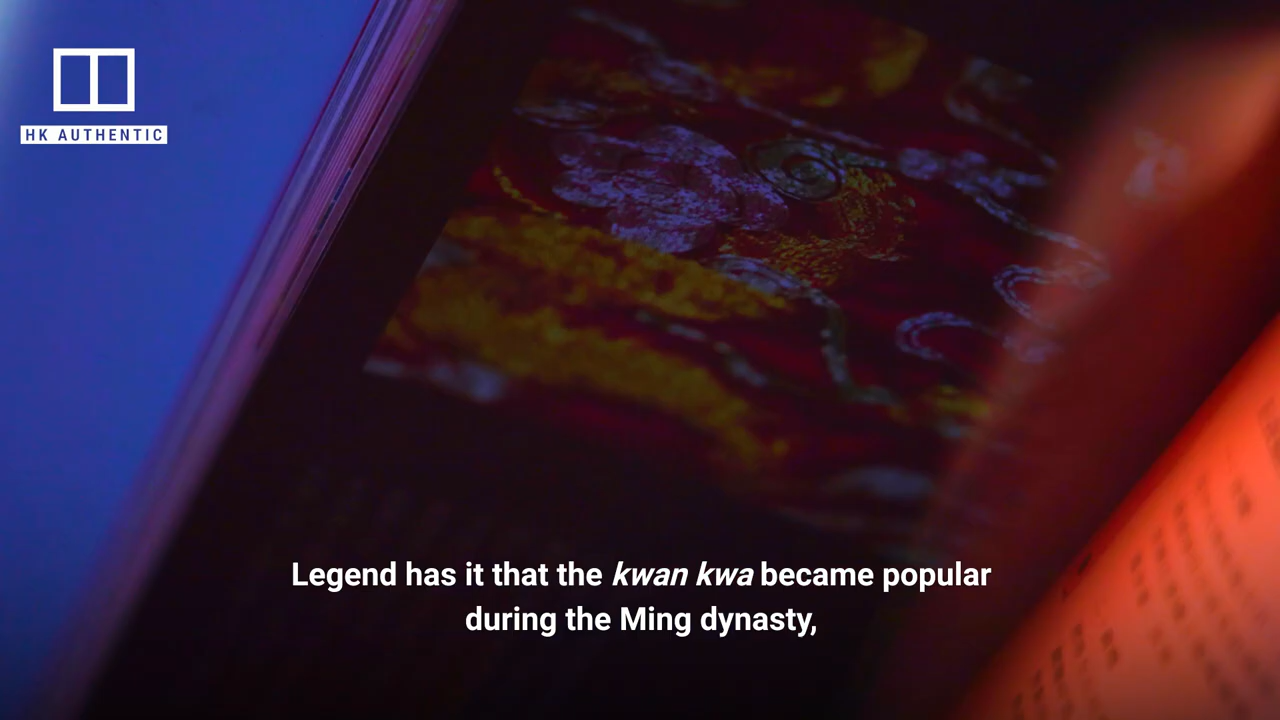 HK AUTHENTIC
Legend has it that the kwan kwa became popular
during the Ming dynasty,